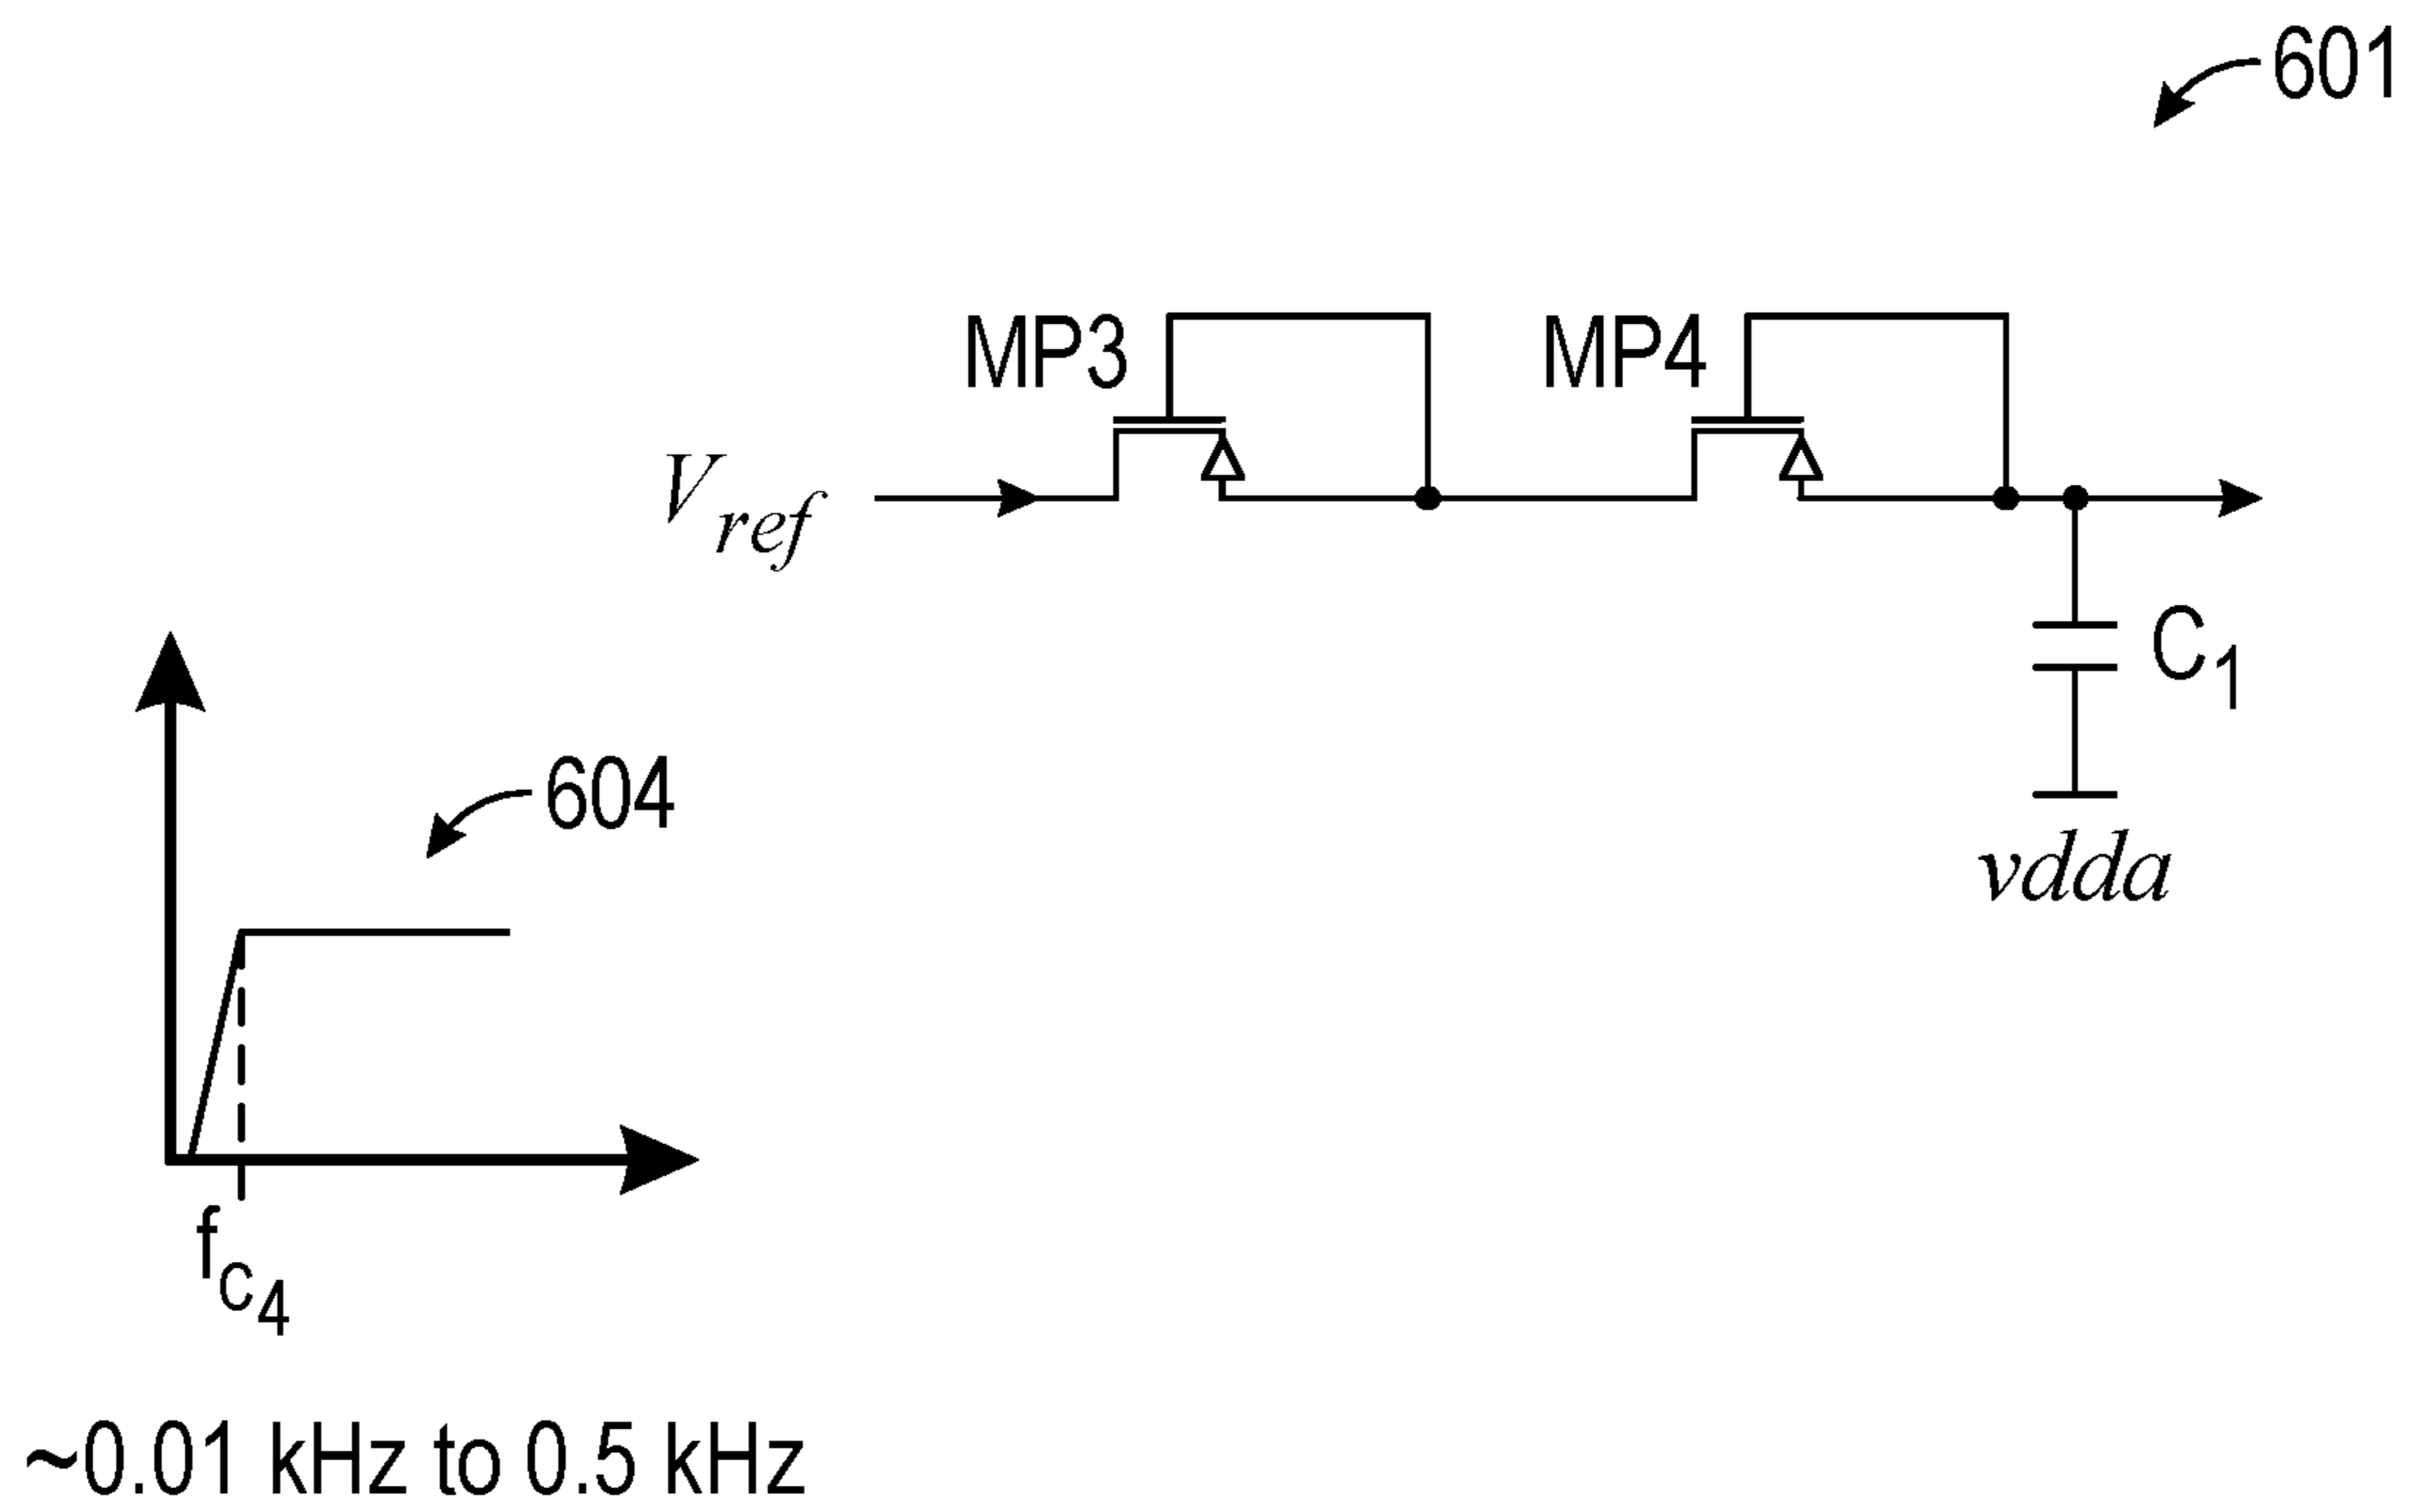 601
MP3
MP4
Vref
C1
vdda
604
fc4
~0.01 kHz to 0.5 kHz